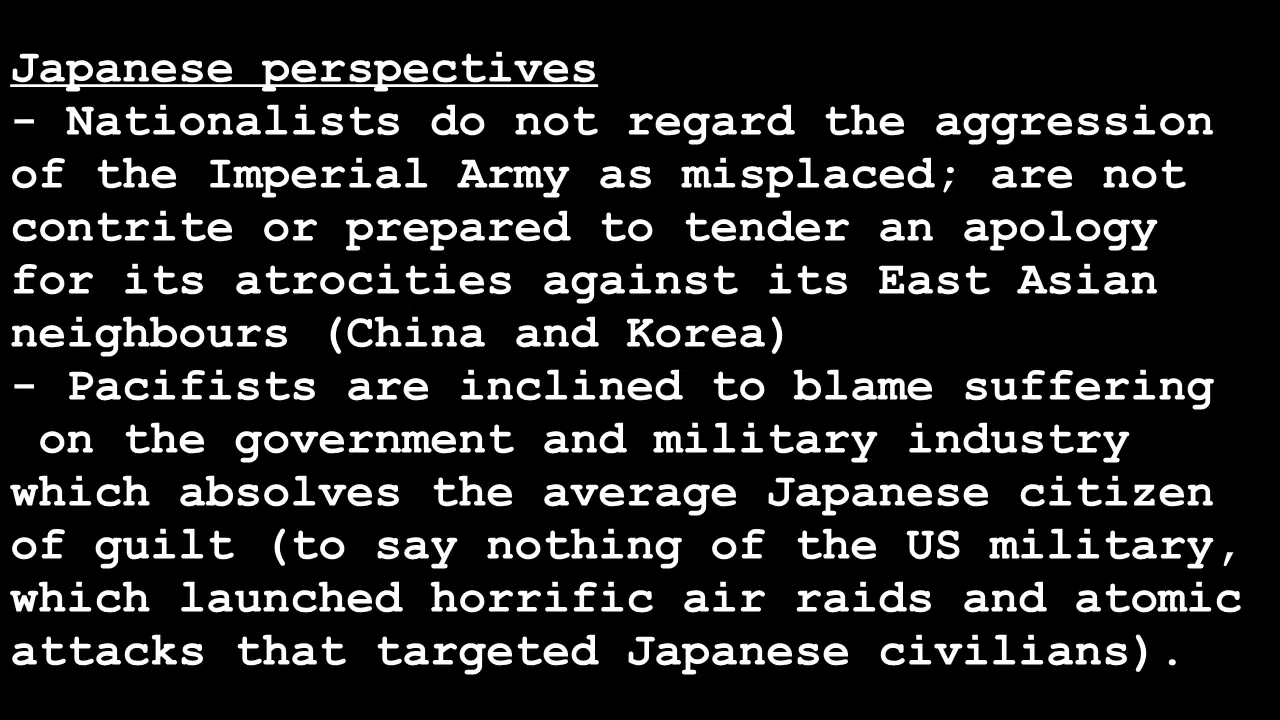 Japanese perspectives
- Nationalists do not regard the aggression
of the Imperial Army as misplaced; are not
contrite or prepared to tender an apology
for its atrocities against its East Asian
neighbours (China and Korea)
- Pacifists are inclined to blame suffering
on the government and military industry
which absolves the average Japanese citizen
of guilt (to say nothing of the US military,
which launched horrific air raids and atomic
attacks that targeted Japanese civilians).